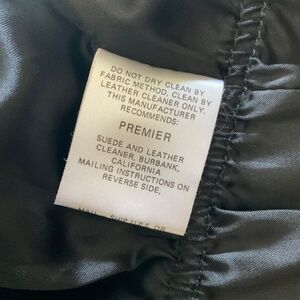 DO NOT DRY CLEAN BY
FABRIC METHOD, CLEAN BY
LEATHER CLEANER ONLY.
THIS MANUFACTURER
RECOMMENDS:
PREMIER
SUEDE AND LEATHER
CLEANER, BURBANK,
CALIFORNIA
MAILING INSTRUCTIONS ON
REVERSE SIDE.